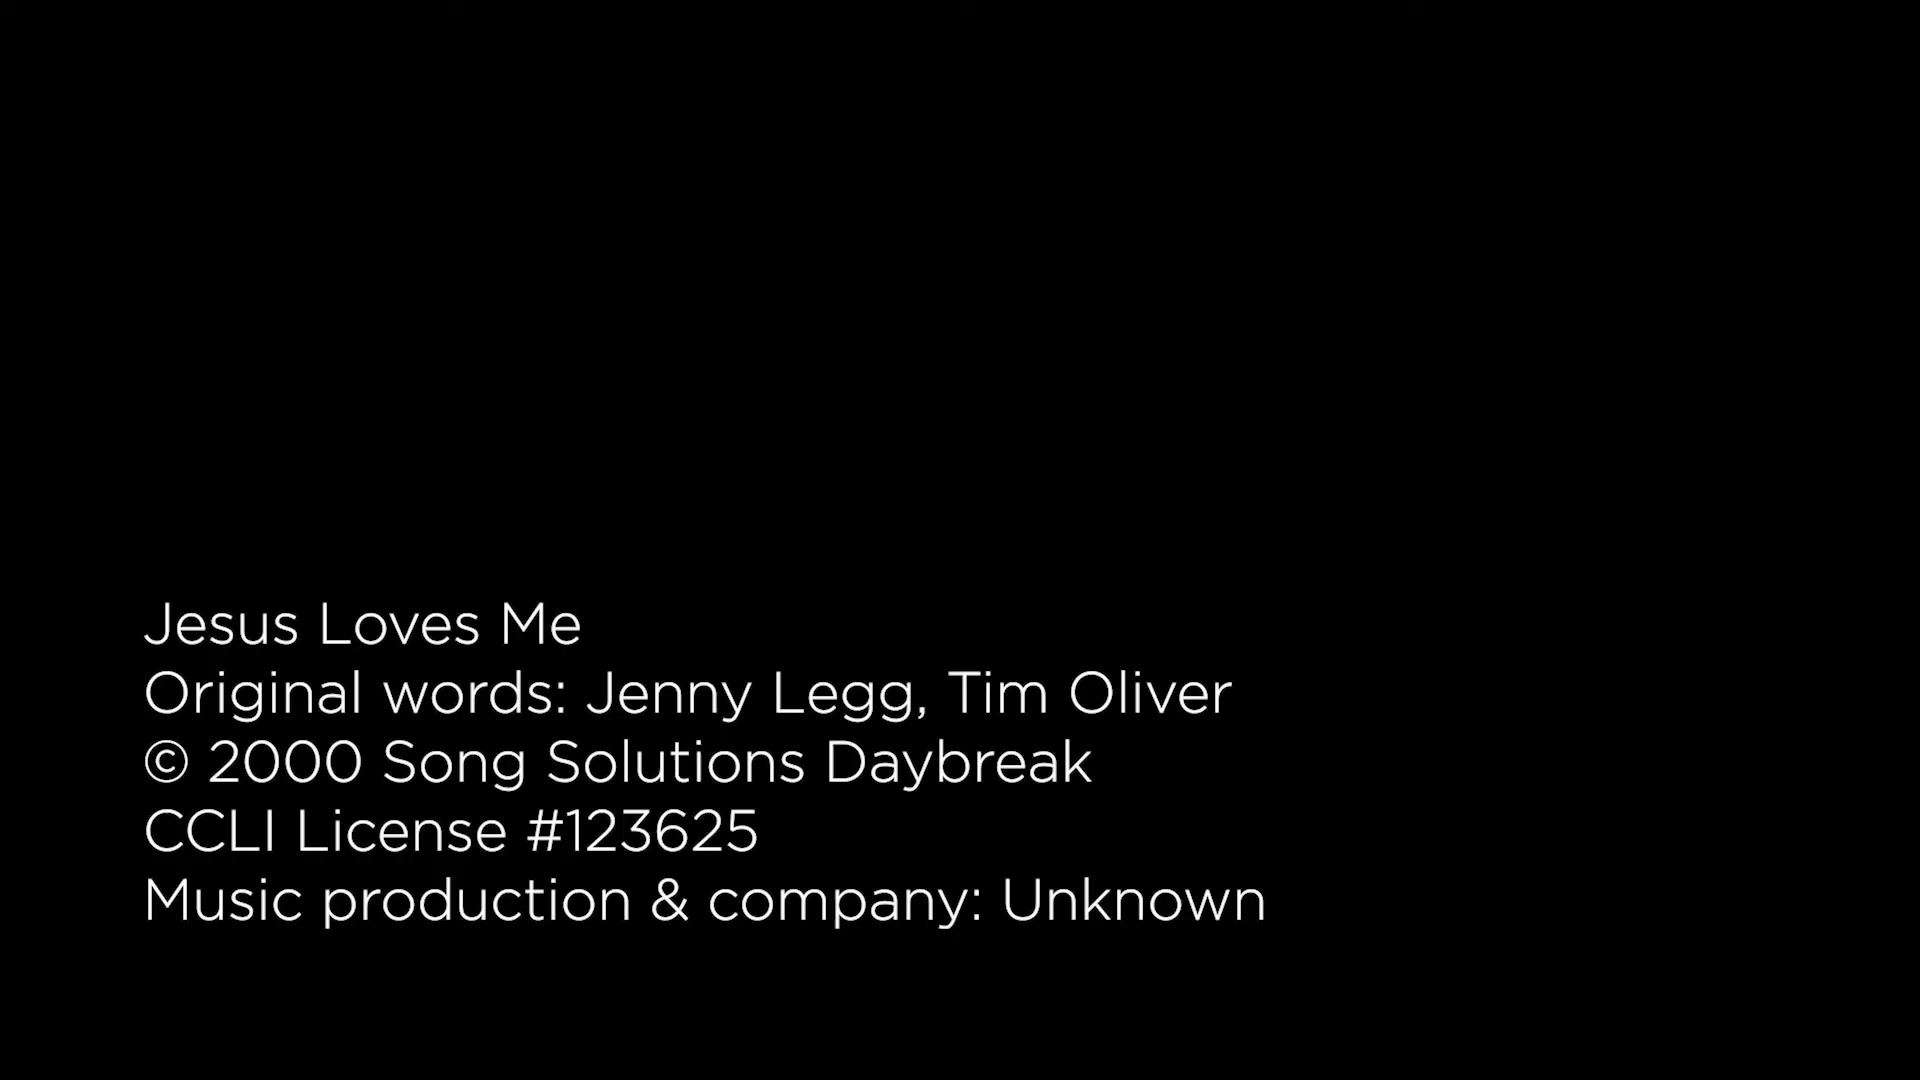 Jesus Loves Me
Original words: Jenny Legg, Tim Oliver
© 2000 Song Solutions Daybreak
CCLI License #123625
Music production & company: Unknown